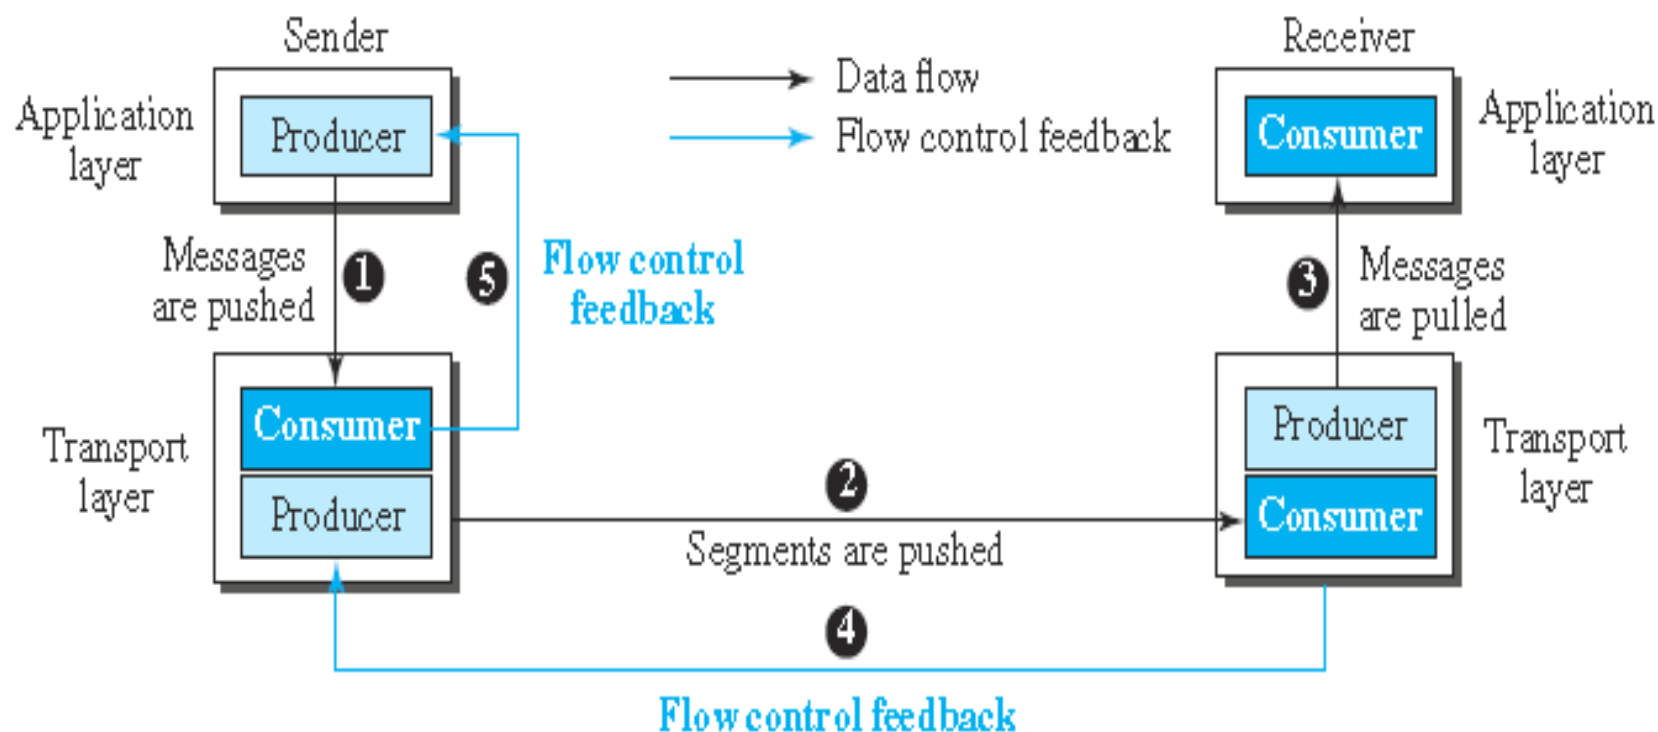 Sender
Receiver
Data flow
Flow control feedback
Application
layer
Producer
Consumer
Application
layer
Messages
are pushed
1
5
Flow control
feedback
3
Messages
are pulled
Transport
layer
Consumer
Producer
2
Segments are pushed
Producer
Consumer
Transport
layer
4
Flow control feedback